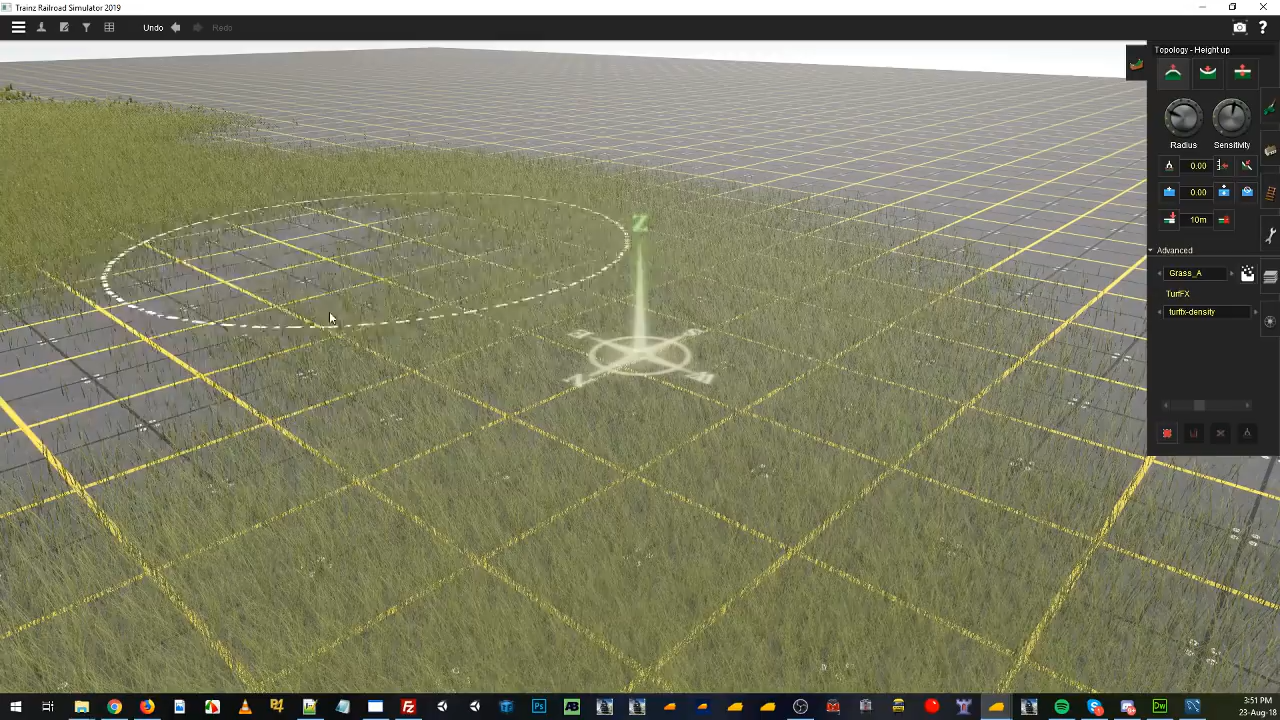 Trainz Railroad Simulator 2019
Undo
Redo
Topology - Height up
Radius
Sensitivity
0.00
0.00
10m
Advanced
Grass_A
TurfFX
turffx-density
Z
3:51 PM
23-Aug-18